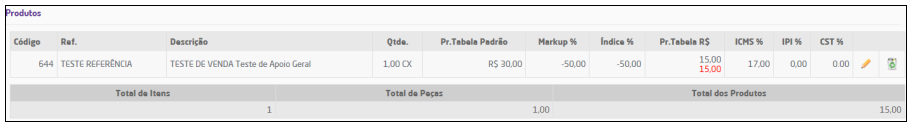 Produtos
Código Ref. Descrição Qtde. Pr.Tabela Padrão Markup % Índice % Pr.Tabela R$ ICMS % IPI % CST %
644 TESTE REFERÊNCIA TESTE DE VENDA Teste de Apoio Geral 1,00 CX R$ 30,00 -50,00 -50,00 15,00 17,00 0,00 0.00
15,00
Total de Itens Total de Peças Total dos Produtos
1 1.00 15.00